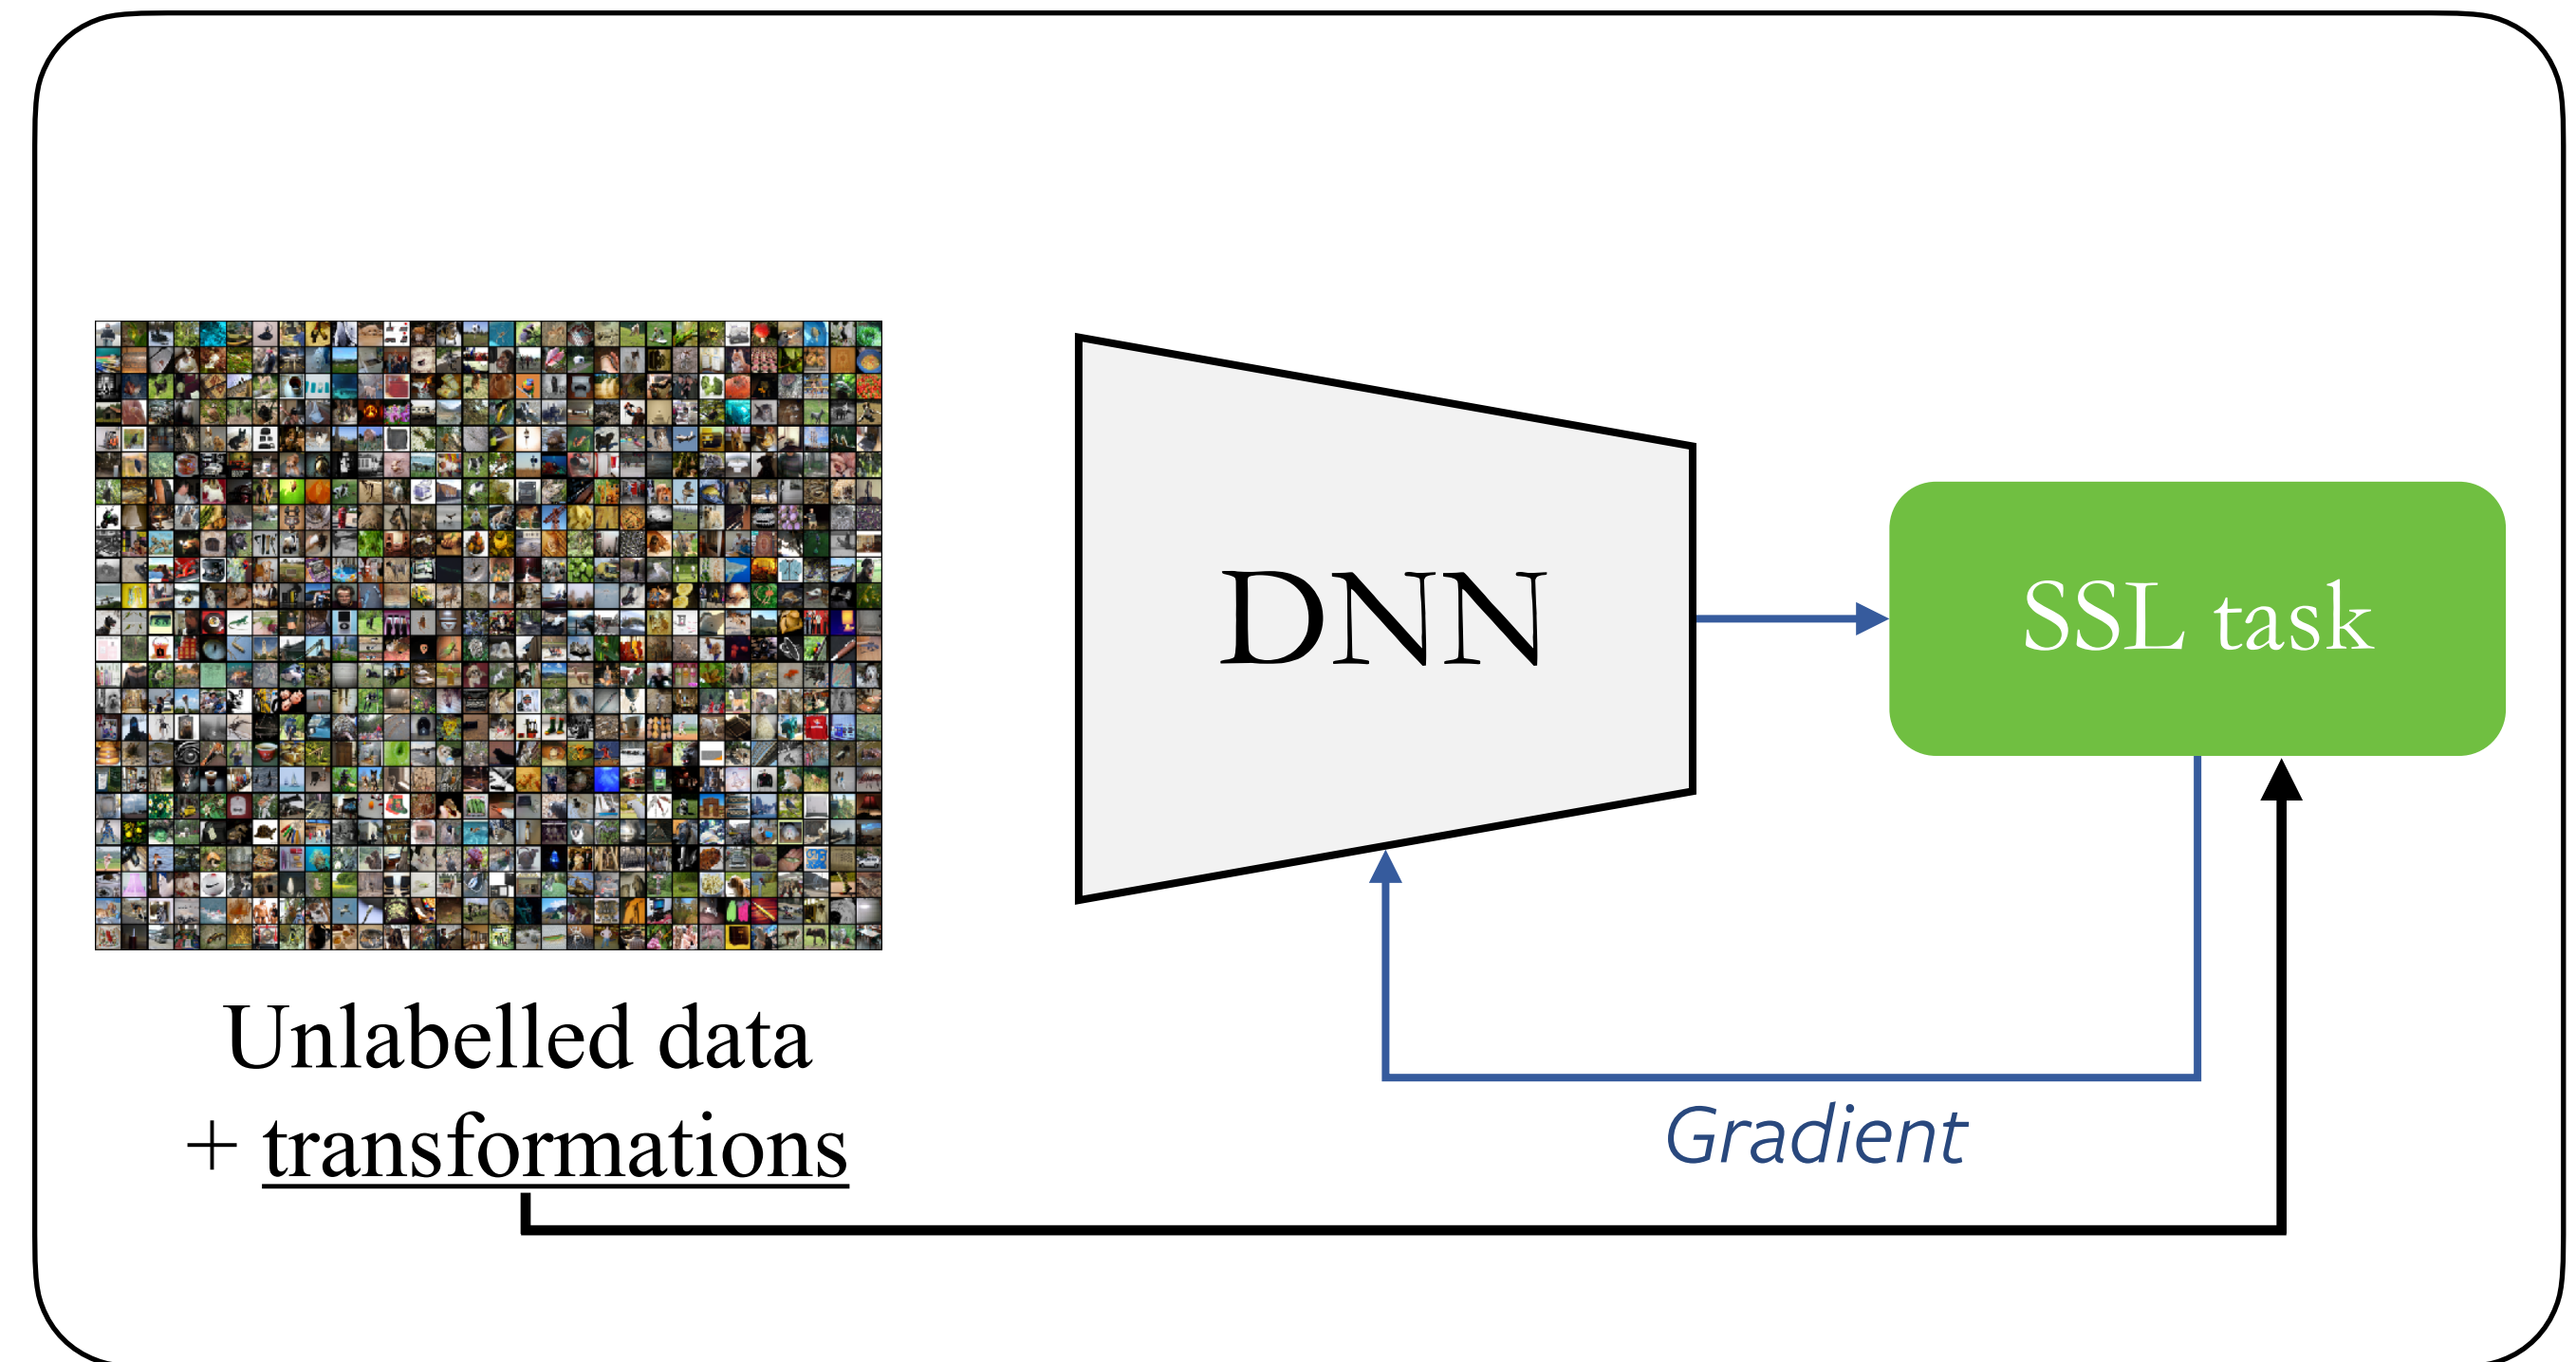 DNN
SSL task
Unlabelled data
+ transformations
Gradient